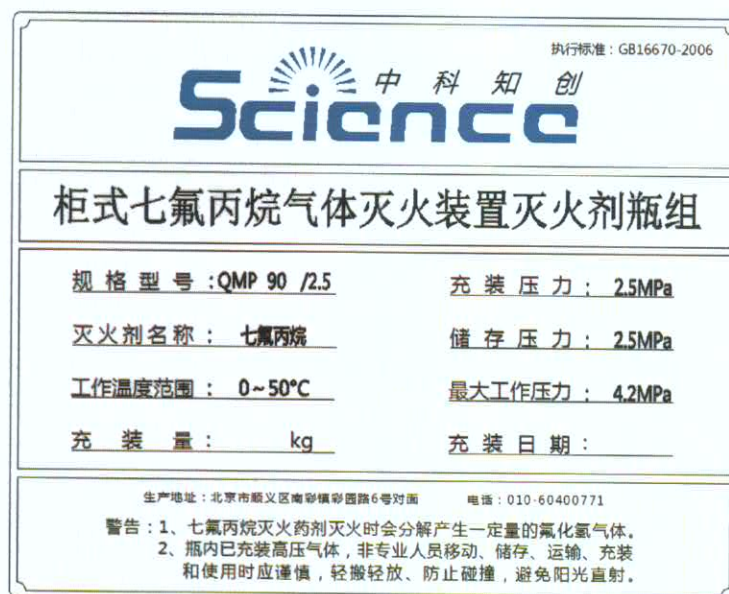 执行标准：GB16670-2006
中科知创
Science
柜式七氟丙烷气体灭火装置灭火剂瓶组
规格型号：QMP 90 /2.5
充装压力：2.5MPa
灭火剂名称：七氟丙烷
储存压力：2.5MPa
工作温度范围：0~50°C
最大工作压力：4.2MPa
充装量：kg
充装日期：
生产地址：北京市顺义区南彩镇彩园路6号对面 电话：010-60400771
警告：1、七氟丙烷灭火药剂灭火时会分解产生一定量的氟化氢气体。
2、瓶内已充装高压气体，非专业人员移动、储存、运输、充装
和使用时应谨慎，轻搬轻放、防止碰撞，避免阳光直射。